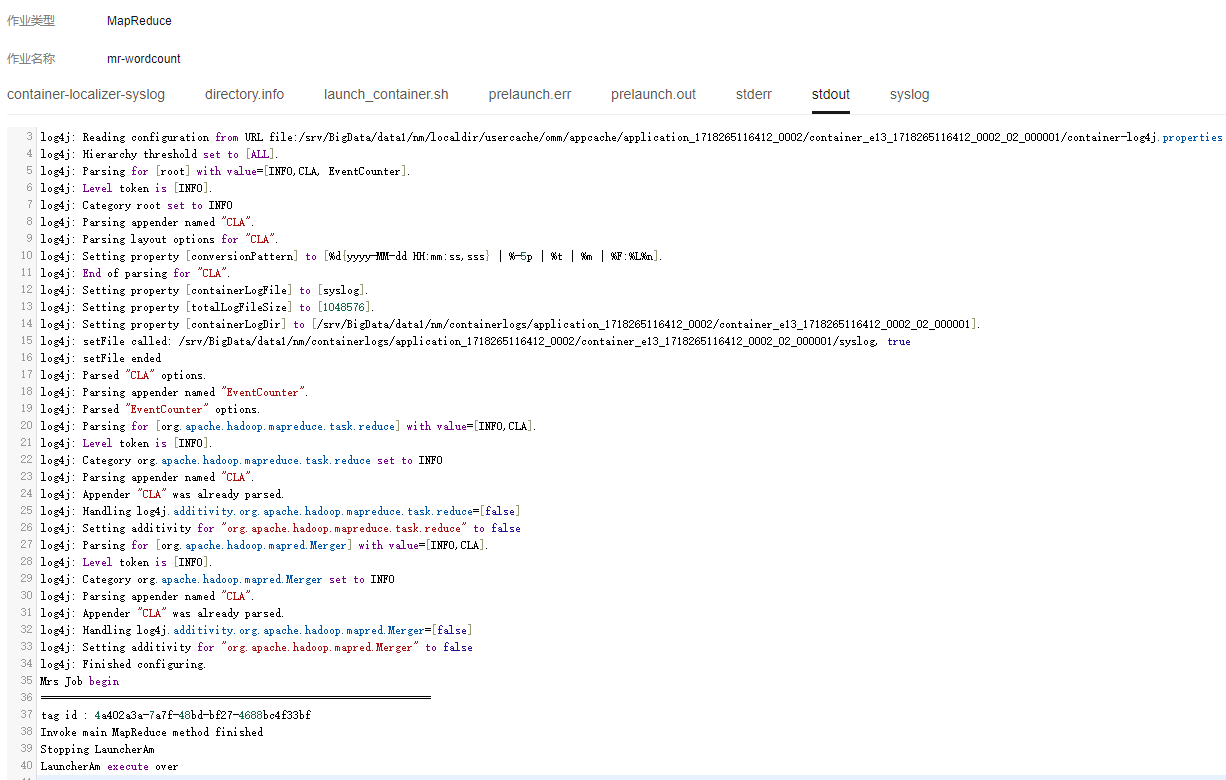 作业类型 MapReduce
作业名称 mr-wordcount
container-localizer-syslog directory.info launch_container.sh prelaunch.err prelaunch.out stderr stdout syslog
3 log4j: Reading configuration from URL file:/srv/BigData/data1/nm/localdir/usercache/omm/appcache/application_1718265116412_0002/container_e13_1718265116412_0002_02_000001/container-log4j.properties
4 log4j: Hierarchy threshold set to [ALL].
5 log4j: Parsing for [root] with value=[INFO,CLA, EventCounter].
6 log4j: Level token is [INFO].
7 log4j: Category root set to INFO
8 log4j: Parsing appender named "CLA".
9 log4j: Parsing layout options for "CLA".
10 log4j: Setting property [conversionPattern] to [%d{yyyy-MM-dd HH:mm:ss,sss} | %-5p | %t | %m | %F:%L%n].
11 log4j: End of parsing for "CLA".
12 log4j: Setting property [containerLogFile] to [syslog].
13 log4j: Setting property [totalLogFileSize] to [1048576].
14 log4j: Setting property [containerLogDir] to [/srv/BigData/data1/nm/containerlogs/application_1718265116412_0002/container_e13_1718265116412_0002_02_000001].
15 log4j: setFile called: /srv/BigData/data1/nm/containerlogs/application_1718265116412_0002/container_e13_1718265116412_0002_02_000001/syslog, true
16 log4j: setFile ended
17 log4j: Parsed "CLA" options.
18 log4j: Parsing appender named "EventCounter".
19 log4j: Parsed "EventCounter" options.
20 log4j: Parsing for [org.apache.hadoop.mapreduce.task.reduce] with value=[INFO,CLA].
21 log4j: Level token is [INFO].
22 log4j: Category org.apache.hadoop.mapreduce.task.reduce set to INFO
23 log4j: Parsing appender named "CLA".
24 log4j: Appender "CLA" was already parsed.
25 log4j: Handling log4j.additivity.org.apache.hadoop.mapreduce.task.reduce=[false]
26 log4j: Setting additivity for "org.apache.hadoop.mapreduce.task.reduce" to false
27 log4j: Parsing for [org.apache.hadoop.mapred.Merger] with value=[INFO,CLA].
28 log4j: Level token is [INFO].
29 log4j: Category org.apache.hadoop.mapred.Merger set to INFO
30 log4j: Parsing appender named "CLA".
31 log4j: Appender "CLA" was already parsed.
32 log4j: Handling log4j.additivity.org.apache.hadoop.mapred.Merger=[false]
33 log4j: Setting additivity for "org.apache.hadoop.mapred.Merger" to false
34 log4j: Finished configuring.
35 Mrs Job begin
36 =================================================================
37 tag id : 4a402a3a-7a7f-48bd-bf27-4688bc4f33bf
38 Invoke main MapReduce method finished
39 Stopping LauncherAm
40 LauncherAm execute over